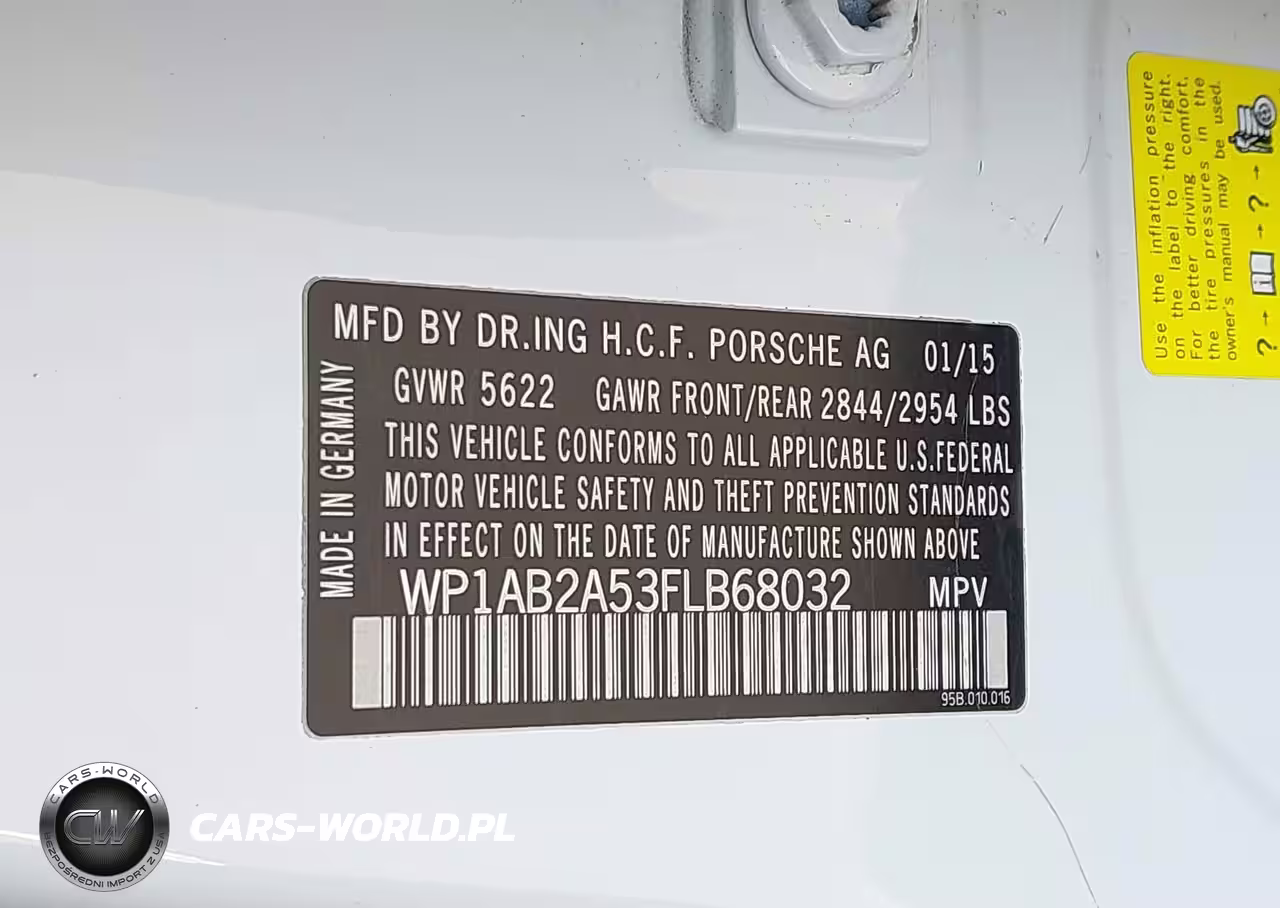 MFD BY DR.ING H.C.F. PORSCHE AG 01/15
GVWR 5622 GAWR FRONT/REAR 2844/2954 LBS
THIS VEHICLE CONFORMS TO ALL APPLICABLE U.S.FEDERAL
MOTOR VEHICLE SAFETY AND THEFT PREVENTION STANDARDS
IN EFFECT ON THE DATE OF MANUFACTURE SHOWN ABOVE
WP1AB2A53FLB68032 MPV
95B.010.016
MADE IN GERMANY
Use the inflation pressure
on the label to the right.
For better driving comfort,
the tire pressures in the
owner's manual may be used.
? → i → ? →
CARS-WORLD
CW
BEZPOŚREDNI IMPORT Z USA
CARS-WORLD.PL